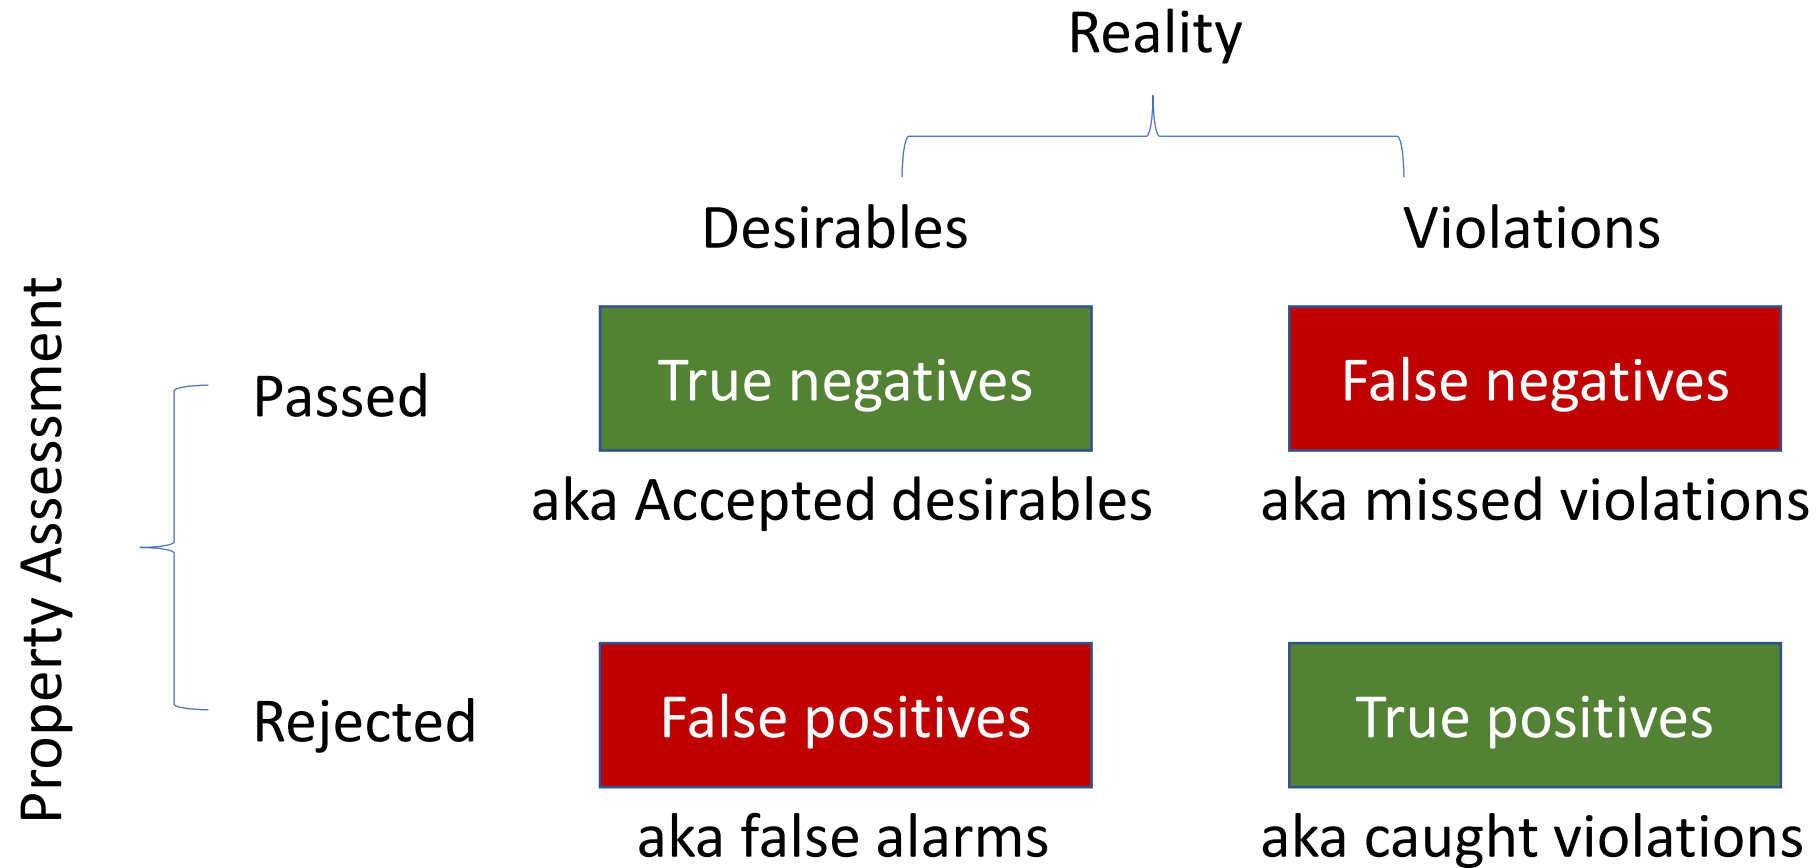 Reality
Desirables
Violations
Property Assessment
Passed
True negatives
False negatives
aka Accepted desirables
aka missed violations
Rejected
False positives
True positives
aka false alarms
aka caught violations